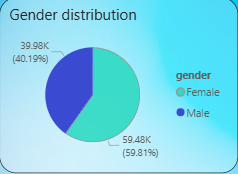 Gender distribution
39.98K
(40.19%)
gender
Female
Male
59.48K
(59.81%)